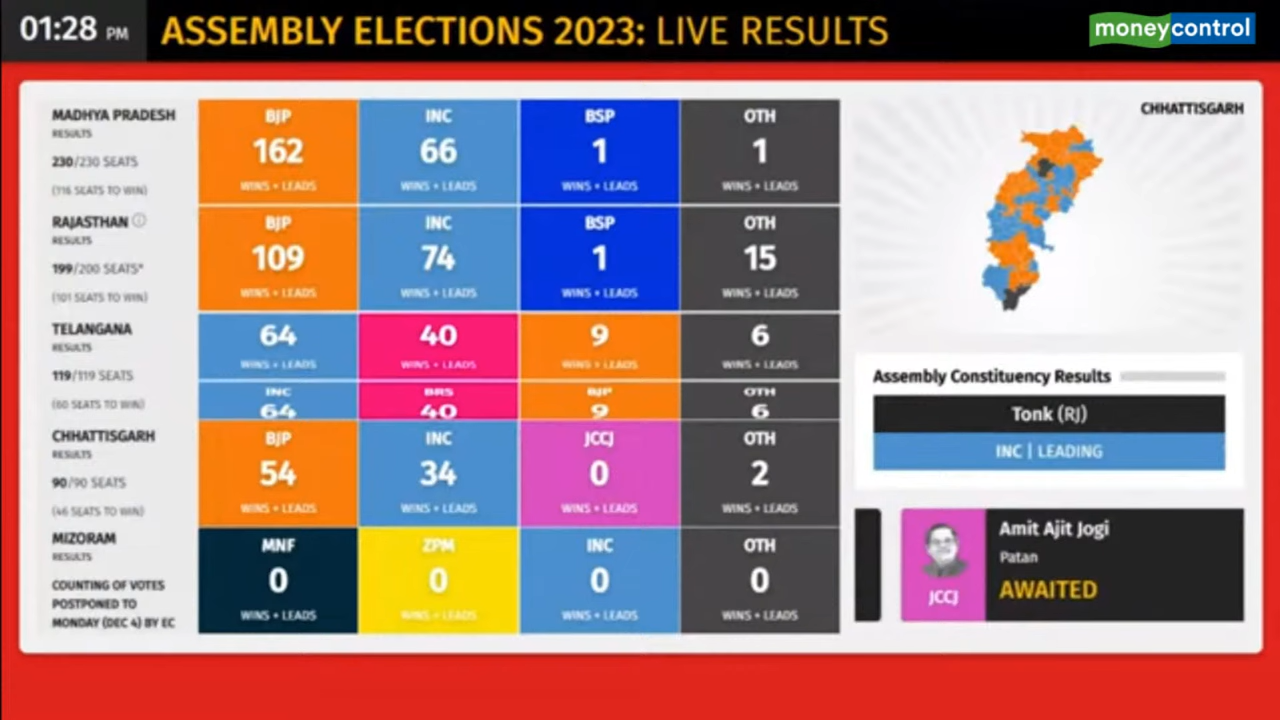 01:28 PM
ASSEMBLY ELECTIONS 2023: LIVE RESULTS
moneycontrol
MADHYA PRADESH
RESULTS
230/230 SEATS
(116 SEATS TO WIN)
BJP
162
WINS + LEADS
INC
66
WINS + LEADS
BSP
1
WINS + LEADS
OTH
1
WINS + LEADS
RAJASTHAN
RESULTS
199/200 SEATS*
(101 SEATS TO WIN)
BJP
109
WINS + LEADS
INC
74
WINS + LEADS
BSP
1
WINS + LEADS
OTH
15
WINS + LEADS
TELANGANA
RESULTS
119/119 SEATS
(60 SEATS TO WIN)
64
WINS + LEADS
40
WINS + LEADS
9
WINS + LEADS
6
WINS + LEADS
INC
64
BRS
40
BJP
9
OTH
6
CHHATTISGARH
RESULTS
90/90 SEATS
(46 SEATS TO WIN)
BJP
54
WINS + LEADS
INC
34
WINS + LEADS
JCCJ
0
WINS + LEADS
OTH
2
WINS + LEADS
MIZORAM
RESULTS
COUNTING OF VOTES
POSTPONED TO
MONDAY (DEC 4) BY EC
MNF
0
WINS + LEADS
ZPM
0
WINS + LEADS
INC
0
WINS + LEADS
OTH
0
WINS + LEADS
CHHATTISGARH
Assembly Constituency Results
Tonk (RJ)
INC | LEADING
JCCJ
Amit Ajit Jogi
Patan
AWAITED